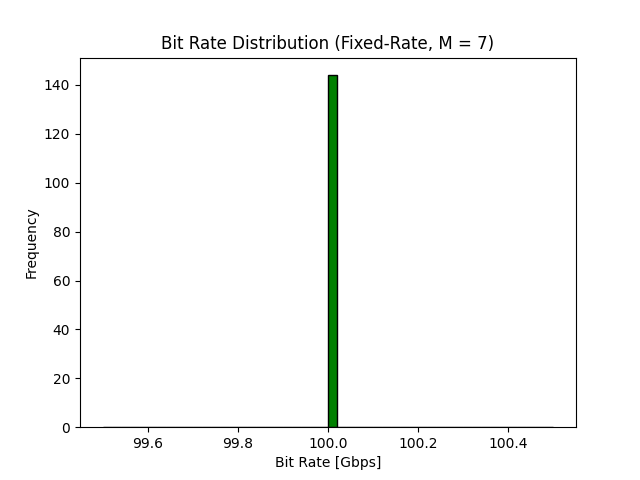 Bit Rate Distribution (Fixed-Rate, M = 7)
140
120
100
80
60
40
20
0
Frequency
99.6 99.8 100.0 100.2 100.4
Bit Rate [Gbps]